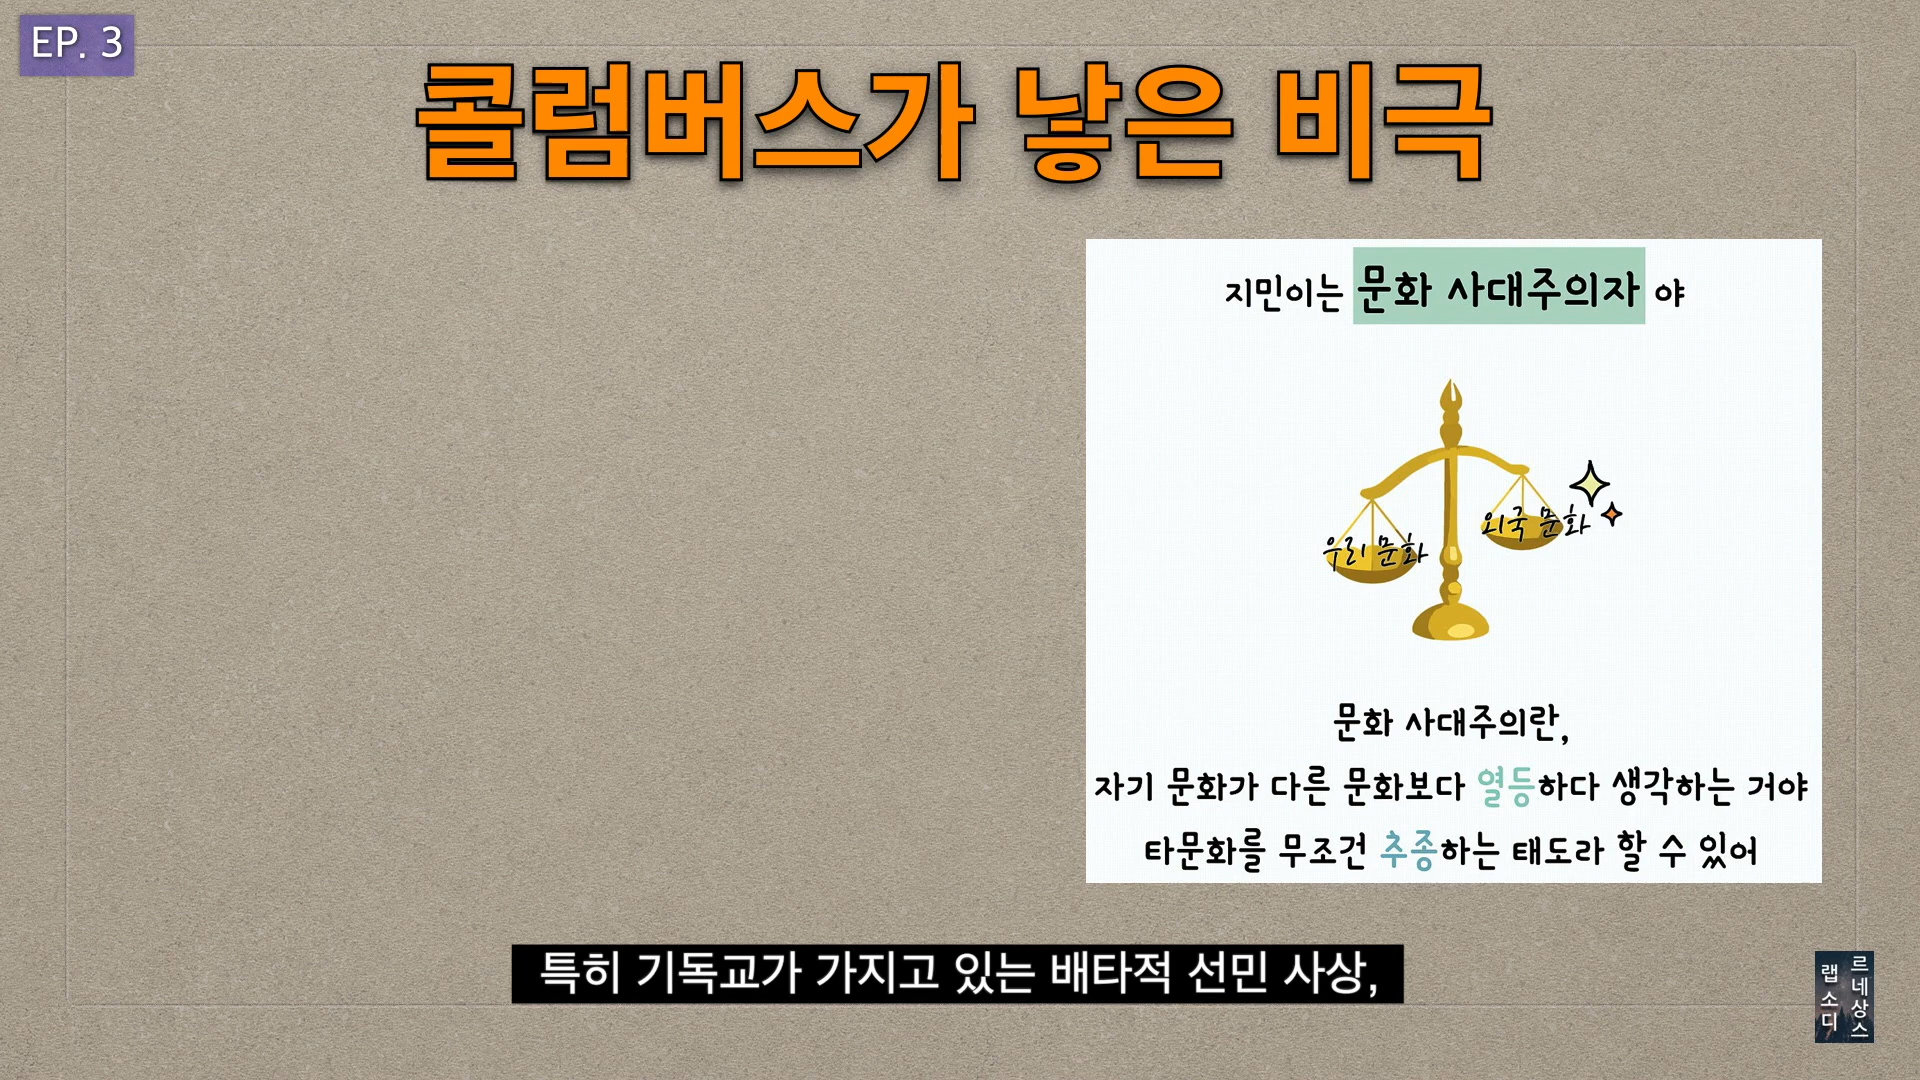 EP. 3
콜럼버스가 낳은 비극
지민이는 문화 사대주의자 야
우리 문화
외국 문화
문화 사대주의란,
자기 문화가 다른 문화보다 열등하다 생각하는 거야
타문화를 무조건 추종하는 태도라 할 수 있어
특히 기독교가 가지고 있는 배타적 선민 사상,
르네상스
랩소디